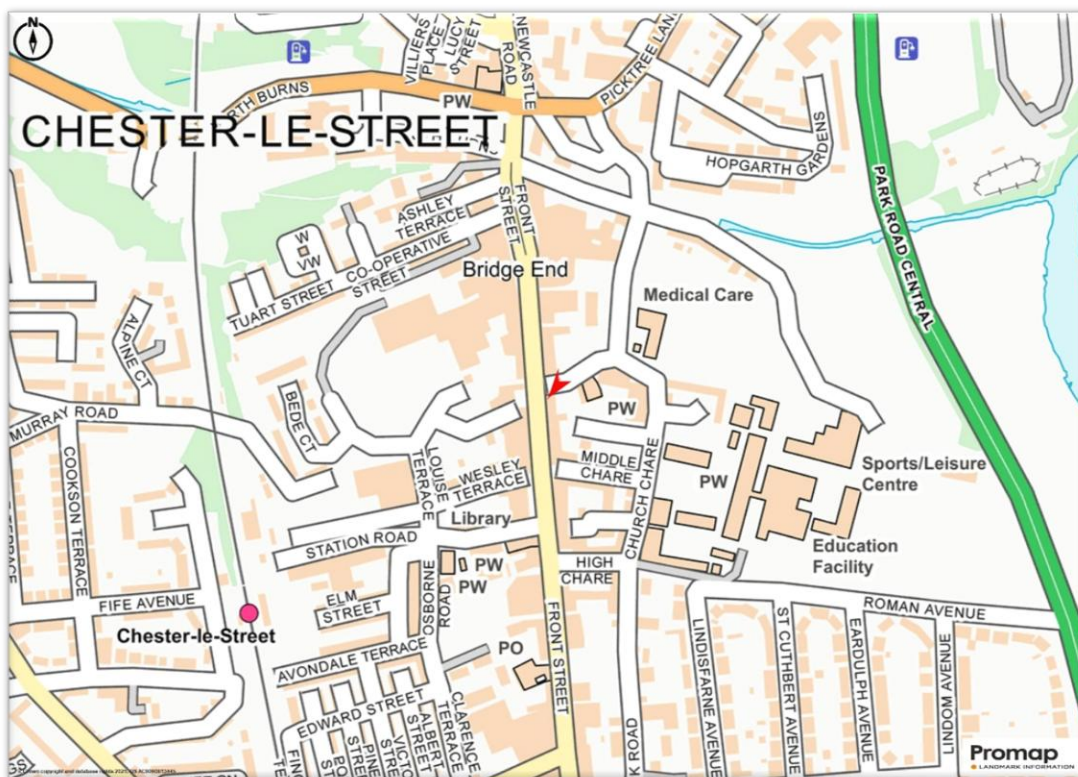 N
VILLIERS
PLACE
LUCY
STREET
NEWCASTLE
ROAD
PICKTREE LANE
RTH BURNS
PW
CHESTER-LE-STREET
HOPGARTH GARDENS
PARK ROAD CENTRAL
ASHLEY
TERRACE
FRONT
STREET
W
VW
CO-OPERATIVE
STREET
TUART STREET
Bridge End
Medical Care
ALPINE CT
MURRAY ROAD
BEDE CT
PW
COOKSON TERRACE
LOUISE
TERRACE
WESLEY
TERRACE
MIDDLE
CHARE
CHURCH CHARE
PW
Sports/Leisure
Centre
Library
STATION ROAD
Education
Facility
HIGH
CHARE
PW
PW
OSBORNE
ROAD
ELM
STREET
FIFE AVENUE
Chester-le-Street
ROMAN AVENUE
FRONT STREET
AVONDALE TERRACE
PO
LINDISFARNE AVENUE
ST CUTHBERT AVENUE
EARDULPH AVENUE
LINDOM AVENUE
EDWARD STREET
CLARENCE
TERRACE
ALBERT
K ROAD
Promap
LANDMARK INFORMATION